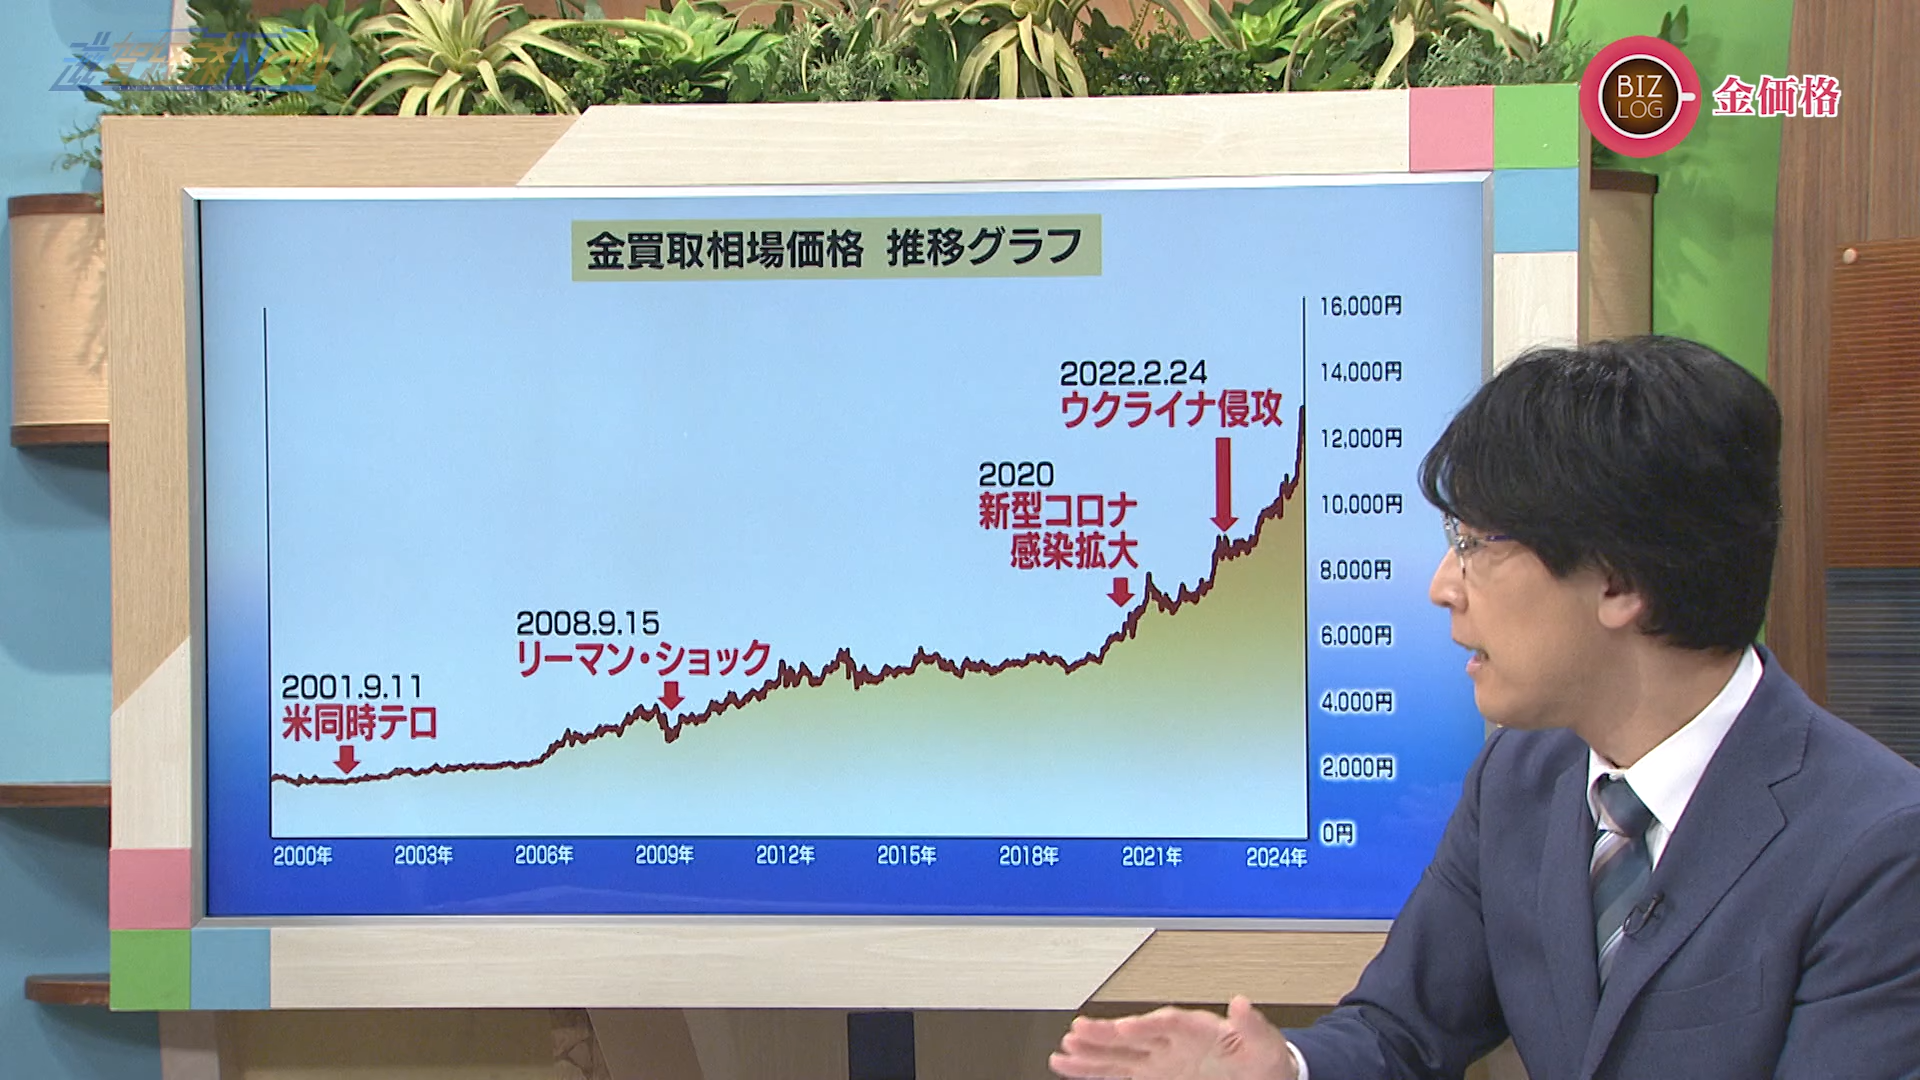 滋賀経済NOW
BIZ
LOG
金価格
金買取相場価格 推移グラフ
16,000円
14,000円
12,000円
10,000円
8,000円
6,000円
4,000円
2,000円
0円
2022.2.24
ウクライナ侵攻
2020
新型コロナ
感染拡大
2008.9.15
リーマン・ショック
2001.9.11
米同時テロ
2000年
2003年
2006年
2009年
2012年
2015年
2018年
2021年
2024年